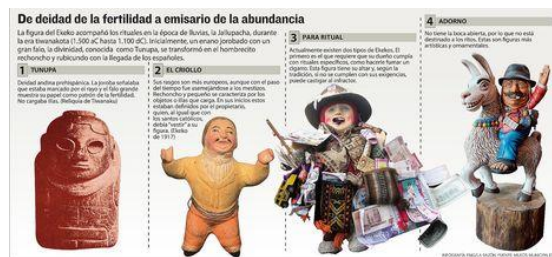 De deidad de la fertilidad a emisario de la abundancia
La figura del Ekeko acompañó los rituales en la época de lluvias, la Jallupacha, durante
la era tiwanakota (1.500 aC a 1.100 dC). Inicialmente, un enano jorobado con un
gran falo, la divinidad, conocida como Tunupa, se transformó en el hombrecito
rechoncho y rubicundo con la llegada de los españoles.
1 TUNUPA
Deidad andina prehispánica. La joroba señalaba
que estaba marcado por el rayo y el falo grande
muestra su papel como patrón de la fertilidad.
No cargaba illas. (Reliquia de Tiwanaku)
2 EL CRIOLLO
Sus rasgos son más europeos, aunque con el paso
del tiempo fue asemejándose a los mestizos
Rechoncho y pequeño se caracteriza por los
objetos o illas que carga. En sus inicios estos
estaban definidos por el propietario,
quien, al igual que con
los santos católicos,
debía "vestir" a su
figura. (Ekeko
de 1917)
3 PARA RITUAL
Actualmente existen dos tipos de Ekekos. El
primero es el que requiere que su dueño cumpla
con rituales específicos, como hacerle fumar un
cigarro. Esta figura tiene su altar y, según la
tradición, si no se cumplen con sus exigencias,
puede castigar al infractor.
4 ADORNO
No tiene la boca abierta, por lo que no está
destinado a los ritos. Estas son figuras más
artísticas y ornamentales.